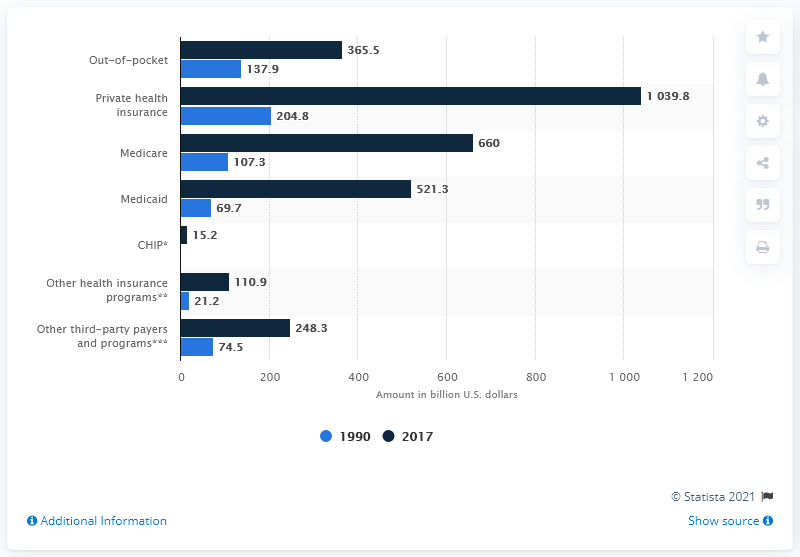 Out-of-pocket
365.5
137.9
Private health
insurance
1 039.8
204.8
Medicare
660
107.3
Medicaid
521.3
69.7
CHIP*
15.2
Other health insurance
programs**
110.9
21.2
Other third-party payers
and programs***
248.3
74.5
0 200 400 600 800 1 000 1 200
Amount in billion U.S. dollars
1990 2017
© Statista 2021
Additional Information
Show source